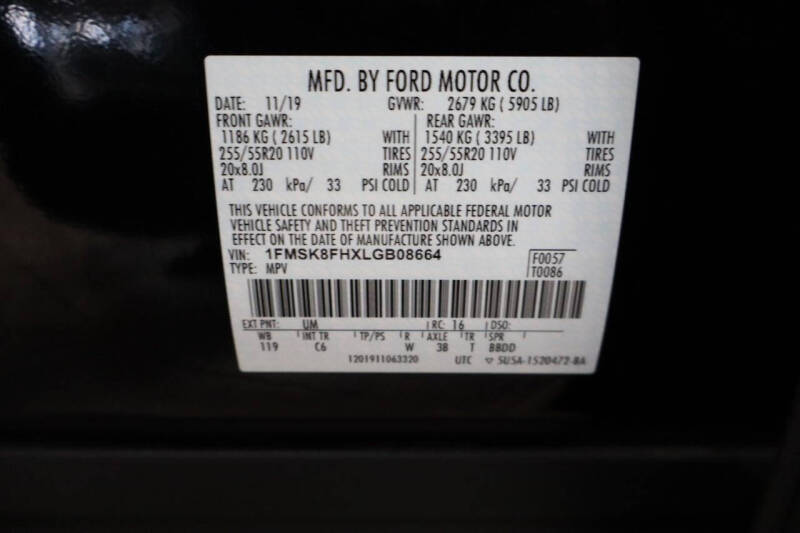 MFD. BY FORD MOTOR CO.
DATE: 11/19 GVWR: 2679 KG ( 5905 LB)
FRONT GAWR: REAR GAWR:
1186 KG ( 2615 LB) WITH 1540 KG ( 3395 LB) WITH
255/55R20 110V TIRES 255/55R20 110V TIRES
20x8.0J RIMS 20x8.0J RIMS
AT 230 kPa/ 33 PSI COLD AT 230 kPa/ 33 PSI COLD
THIS VEHICLE CONFORMS TO ALL APPLICABLE FEDERAL MOTOR
VEHICLE SAFETY AND THEFT PREVENTION STANDARDS IN
EFFECT ON THE DATE OF MANUFACTURE SHOWN ABOVE.
VIN: 1FMSK8FHXLGB08664 F0057
TYPE: MPV T0086
EXT PNT: UM RC: 16 DSO:
WB INT TR TP/PS R AXLE TR SPR
119 C6 W 38 T BBDD
1201911063320 UTC ▽ 5USA-1520472-BA